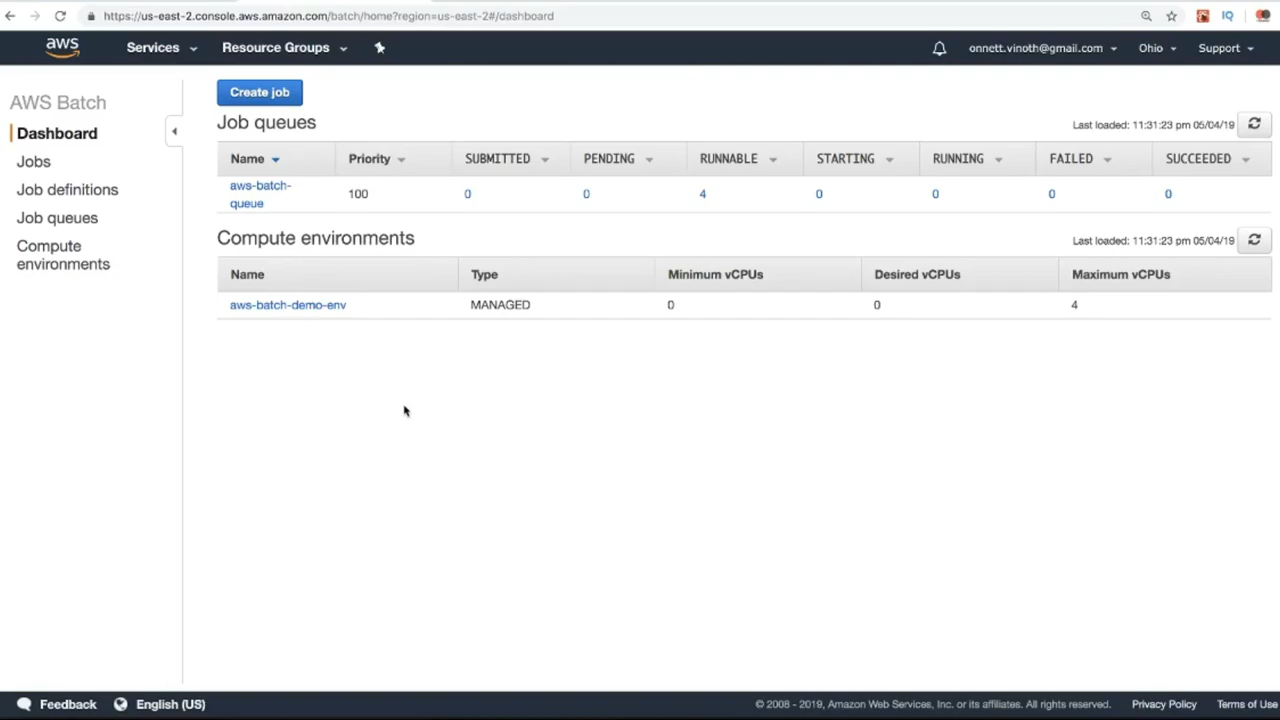 https://us-east-2.console.aws.amazon.com/batch/home?region=us-east-2#/dashboard
aws Services Resource Groups onnett.vinoth@gmail.com Ohio Support
AWS Batch
Dashboard
Jobs
Job definitions
Job queues
Compute environments
Create job
Job queues
Last loaded: 11:31:23 pm 05/04/19
Name Priority SUBMITTED PENDING RUNNABLE STARTING RUNNING FAILED SUCCEEDED
aws-batch-queue 100 0 0 4 0 0 0 0
Compute environments
Last loaded: 11:31:23 pm 05/04/19
Name Type Minimum vCPUs Desired vCPUs Maximum vCPUs
aws-batch-demo-env MANAGED 0 0 4
Feedback English (US) © 2008 - 2019, Amazon Web Services, Inc. or its affiliates. All rights reserved. Privacy Policy Terms of Use